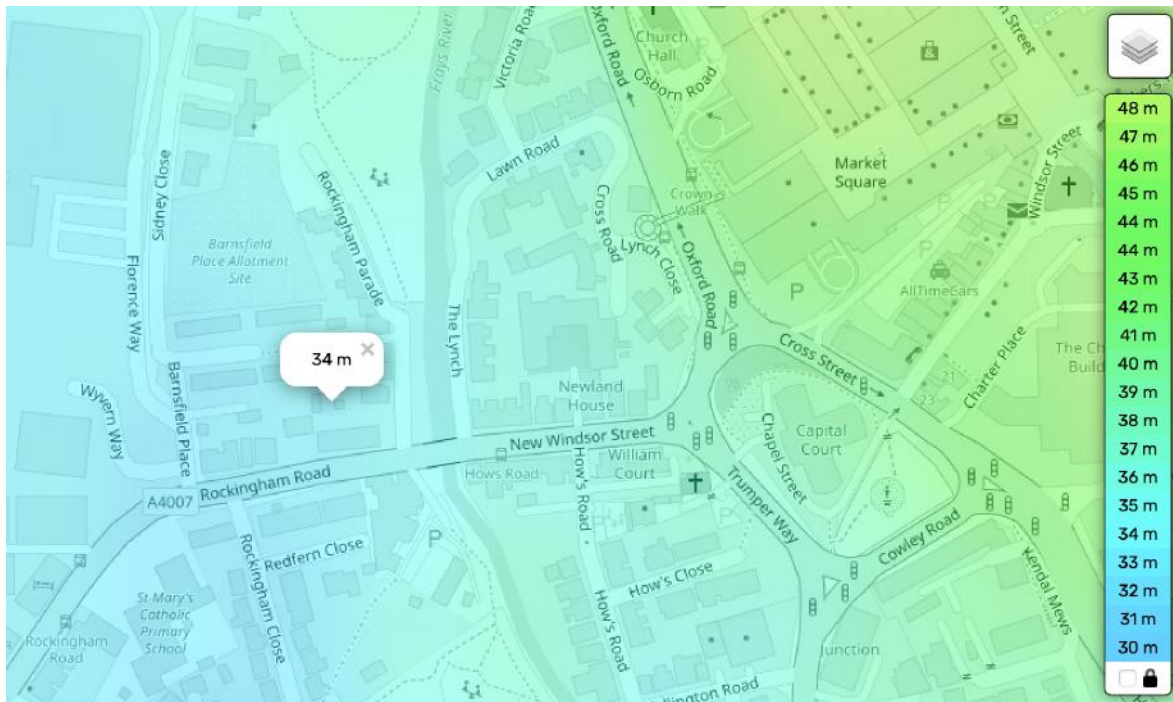 Oxford Road
Church
Hall
Osborn Road
Victoria Road
Frays River
Lawn Road
Cross Road
Crown
Walk
Lynch Close
Oxford Road
Market
Square
Windsor Street
Sidney Close
Florence Way
Barnsfield
Place Allotment
Site
Rockingham Parade
The Lynch
P
P
P
P
AllTimeCars
Cross Street
Charter Place
21
23
34 m
×
Wyvern Way
Barnsfield Place
Newland
House
New Windsor Street
William
Court
Hows Road
How's Road
Chapel Street
Capital
Court
Trumper Way
Rockingham Road
A4007
Redfern Close
Rockingham Close
P
Cowley Road
Kendal Mews
How's Close
How's Road
St Mary's
Catholic
Primary
School
Rockingham
Road
Junction
48 m
47 m
46 m
45 m
44 m
44 m
43 m
42 m
41 m
40 m
39 m
38 m
37 m
36 m
35 m
34 m
33 m
32 m
31 m
30 m